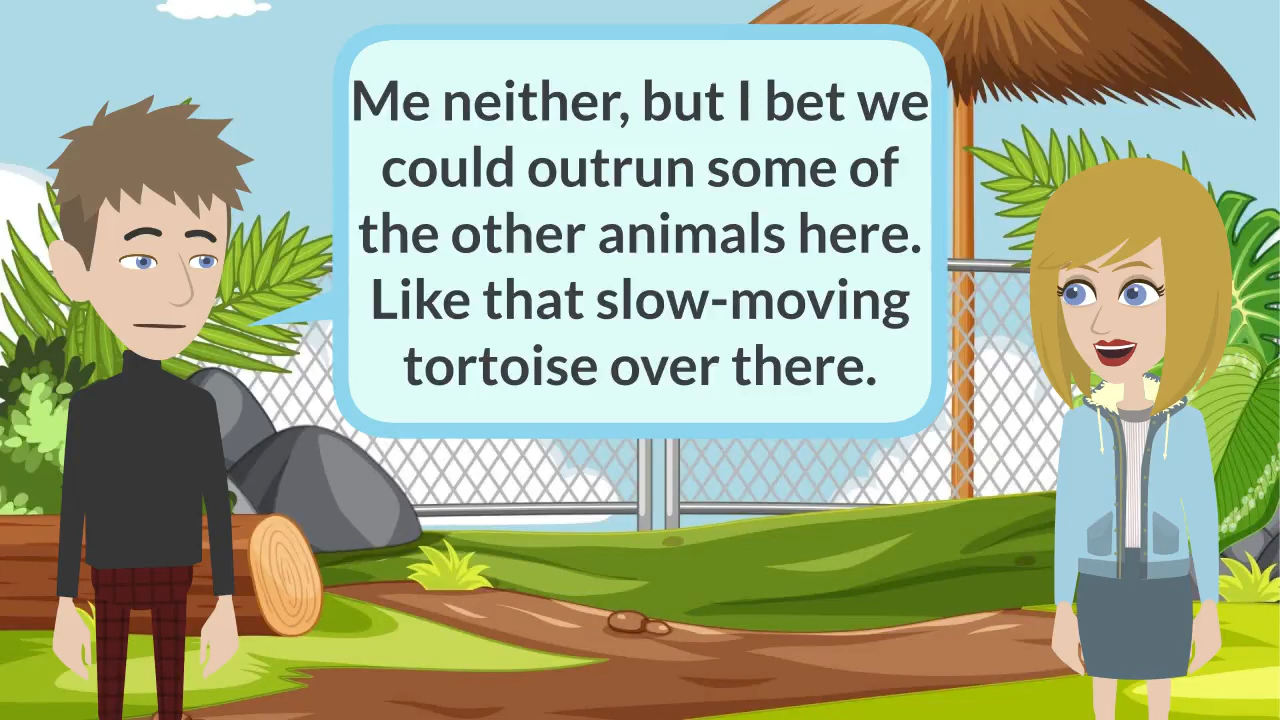 Me neither, but I bet we
could outrun some of
the other animals here.
Like that slow-moving
tortoise over there.